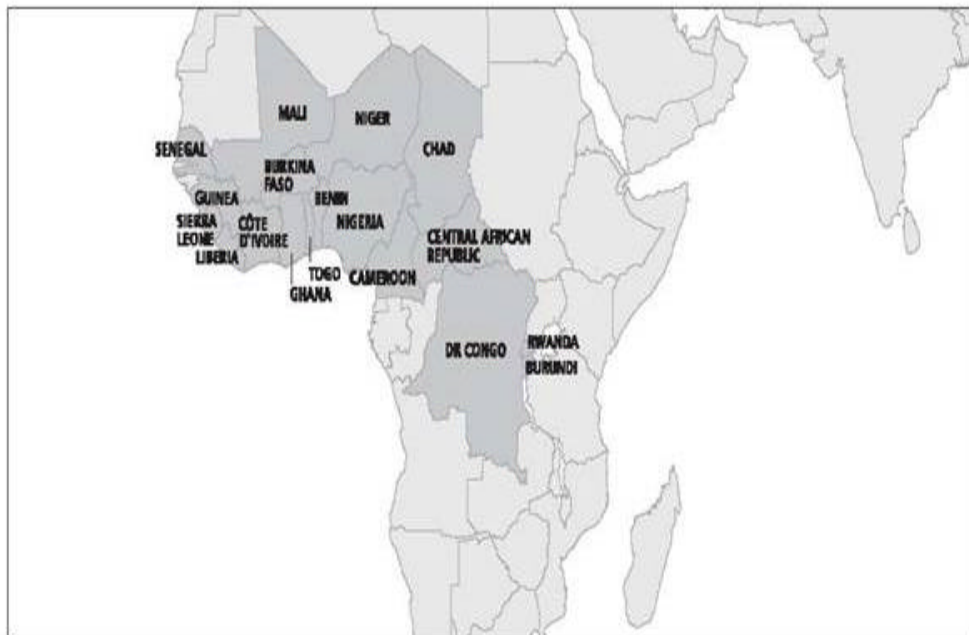 MALI
NIGER
CHAD
SENEGAL
BURKINA
FASO
BENIN
GUINEA
NIGERIA
SIERRA
LEONE
CÔTE
D'IVOIRE
LIBERIA
CENTRAL AFRICAN
REPUBLIC
TOGO
CAMEROON
GHANA
DR CONGO
RWANDA
BURUNDI